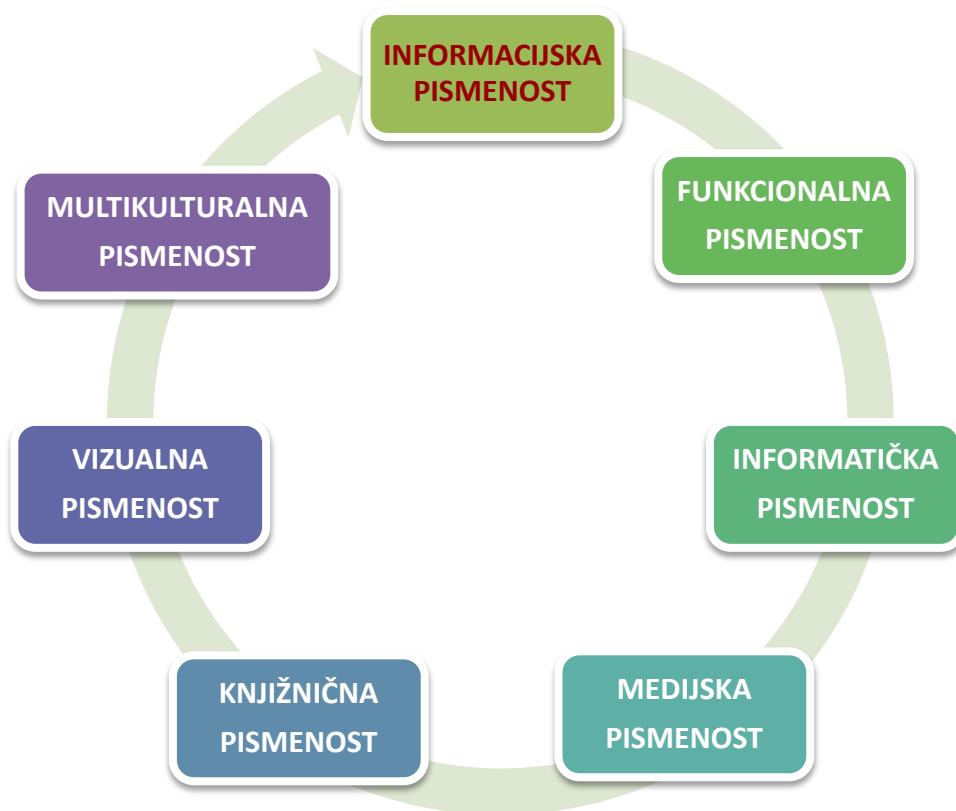 INFORMACIJSKA
PISMENOST
FUNKCIONALNA
PISMENOST
INFORMATIČKA
PISMENOST
MEDIJSKA
PISMENOST
KNJIŽNIČNA
PISMENOST
VIZUALNA
PISMENOST
MULTIKULTURALNA
PISMENOST